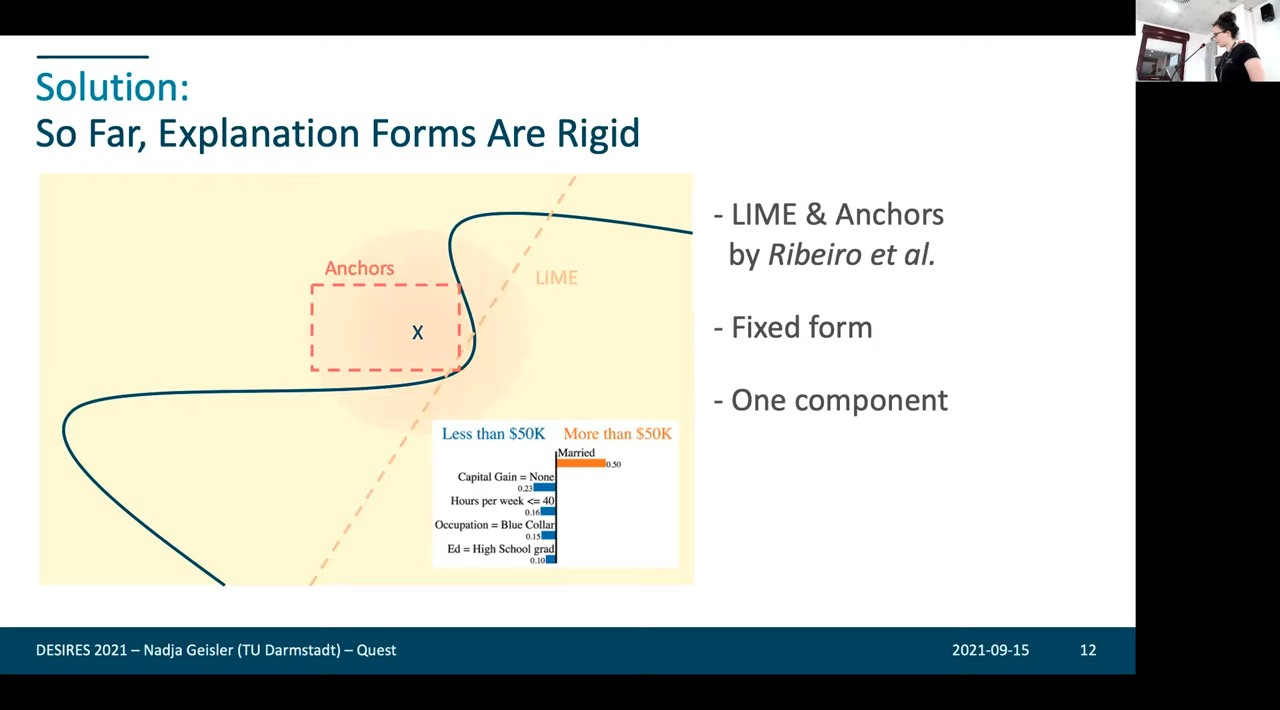 Solution:
So Far, Explanation Forms Are Rigid
Anchors
LIME
X
Less than $50K More than $50K
Married
0.50
Capital Gain = None
0.23
Hours per week <= 40
0.16
Occupation = Blue Collar
0.15
Ed = High School grad
0.10
- LIME & Anchors
by Ribeiro et al.
- Fixed form
- One component
DESIRES 2021 – Nadja Geisler (TU Darmstadt) – Quest
2021-09-15 12